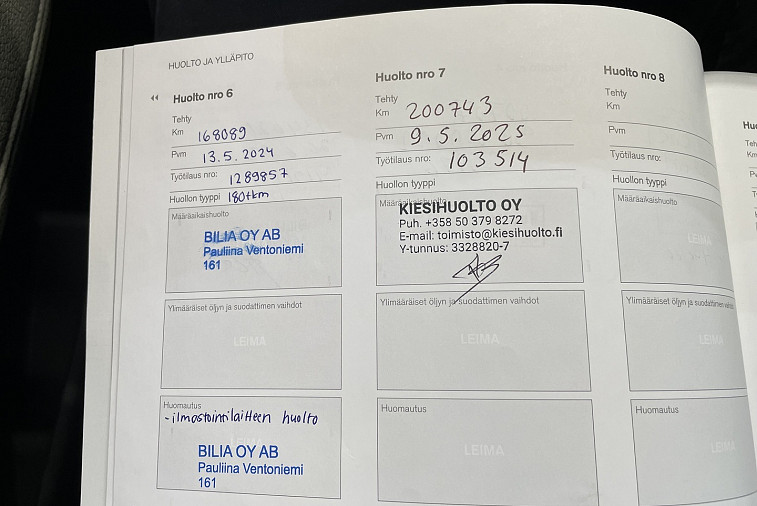 HUOLTO JA YLLÄPITO
Huolto nro 6
Tehty
Km 168089
Pvm 13.5.2024
Työtilaus nro: 1289857
Huollon tyyppi 180tkm
Määräaikaishuolto
BILIA OY AB
Pauliina Ventoniemi
161
Ylimääräiset öljyn ja suodattimen vaihdot
LEIMA
Huomautus
-ilmastointilaitteen huolto
BILIA OY AB
Pauliina Ventoniemi
161
Huolto nro 7
Tehty
Km 200743
Pvm 9.5.2025
Työtilaus nro: 103514
Huollon tyyppi
Määräaikaishuolto
KIESIHUOLTO OY
Puh. +358 50 379 8272
E-mail: toimisto@kiesihuolto.fi
Y-tunnus: 3328820-7
Ylimääräiset öljyn ja suodattimen vaihdot
LEIMA
Huomautus
LEIMA
Huolto nro 8
Tehty
Km
Pvm
Työtilaus nro:
Huollon tyyppi
Määräaikaishuolto
LEIMA
Ylimääräiset öljyn ja suodattimen vaihdot
LEIMA
Huomautus
LEIMA